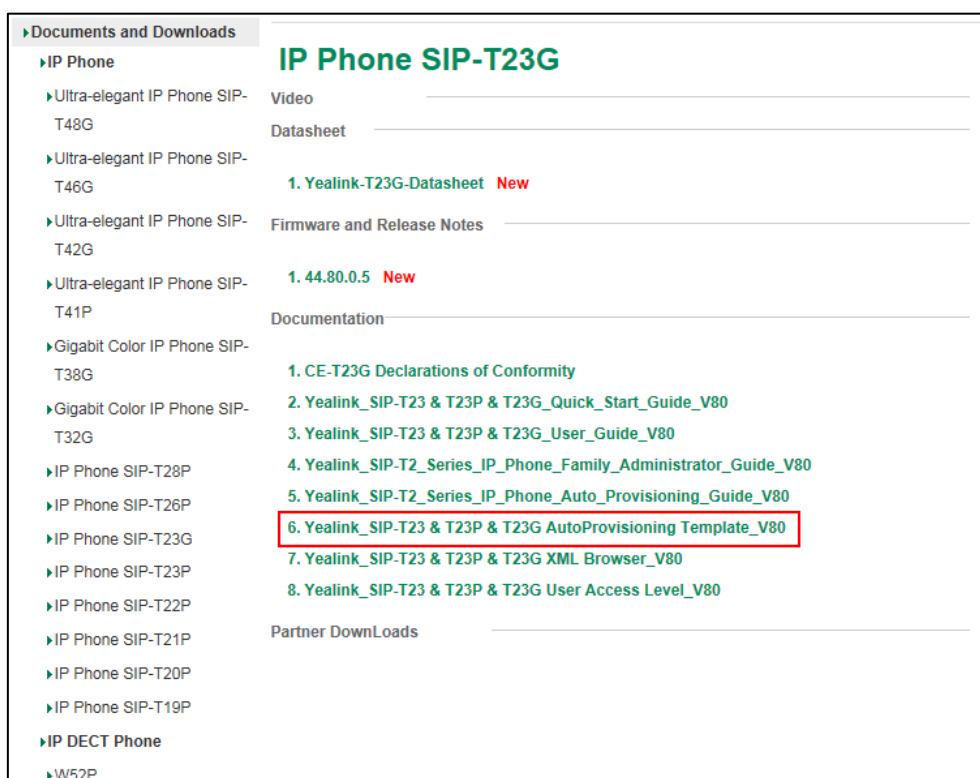 Documents and Downloads
IP Phone
Ultra-elegant IP Phone SIP-
T48G
Ultra-elegant IP Phone SIP-
T46G
Ultra-elegant IP Phone SIP-
T42G
Ultra-elegant IP Phone SIP-
T41P
Gigabit Color IP Phone SIP-
T38G
Gigabit Color IP Phone SIP-
T32G
IP Phone SIP-T28P
IP Phone SIP-T26P
IP Phone SIP-T23G
IP Phone SIP-T23P
IP Phone SIP-T22P
IP Phone SIP-T21P
IP Phone SIP-T20P
IP Phone SIP-T19P
IP DECT Phone
W52P
IP Phone SIP-T23G
Video
Datasheet
1. Yealink-T23G-Datasheet New
Firmware and Release Notes
1. 44.80.0.5 New
Documentation
1. CE-T23G Declarations of Conformity
2. Yealink_SIP-T23 & T23P & T23G_Quick_Start_Guide_V80
3. Yealink_SIP-T23 & T23P & T23G_User_Guide_V80
4. Yealink_SIP-T2_Series_IP_Phone_Family_Administrator_Guide_V80
5. Yealink_SIP-T2_Series_IP_Phone_Auto_Provisioning_Guide_V80
6. Yealink_SIP-T23 & T23P & T23G AutoProvisioning Template_V80
7. Yealink_SIP-T23 & T23P & T23G XML Browser_V80
8. Yealink_SIP-T23 & T23P & T23G User Access Level_V80
Partner DownLoads